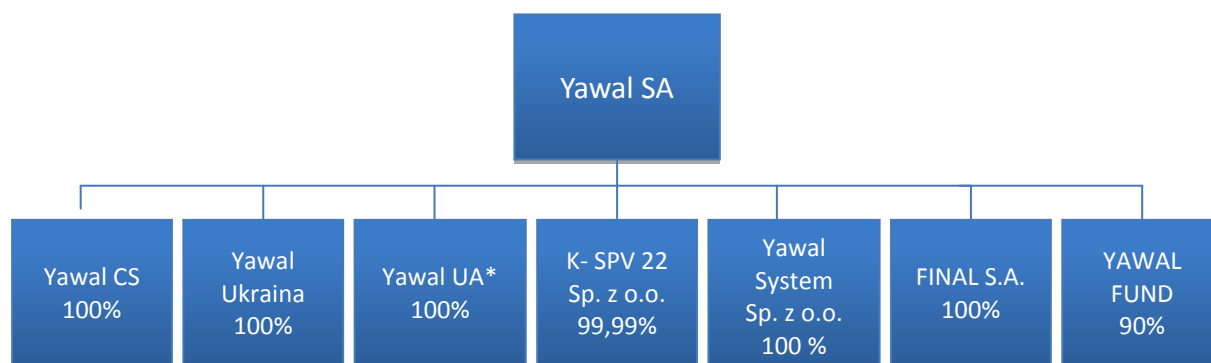 Yawal SA
Yawal CS
100%
Yawal
Ukraina
100%
Yawal UA*
100%
K- SPV 22
Sp. z o.o.
99,99%
Yawal
System
Sp. z o.o.
100 %
FINAL S.A.
100%
YAWAL
FUND
90%